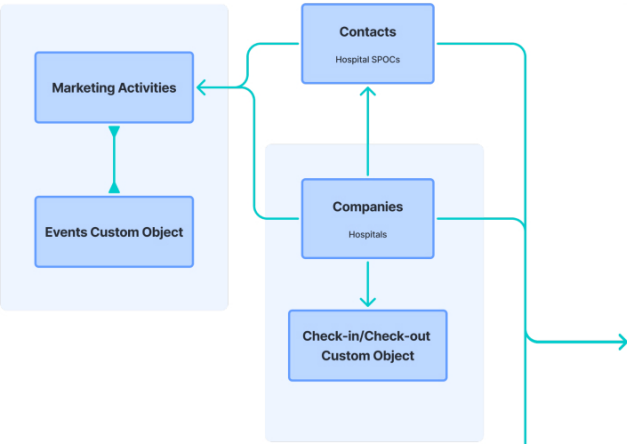 Contacts
Hospital SPOCs
Marketing Activities
Events Custom Object
Companies
Hospitals
Check-in/Check-out
Custom Object